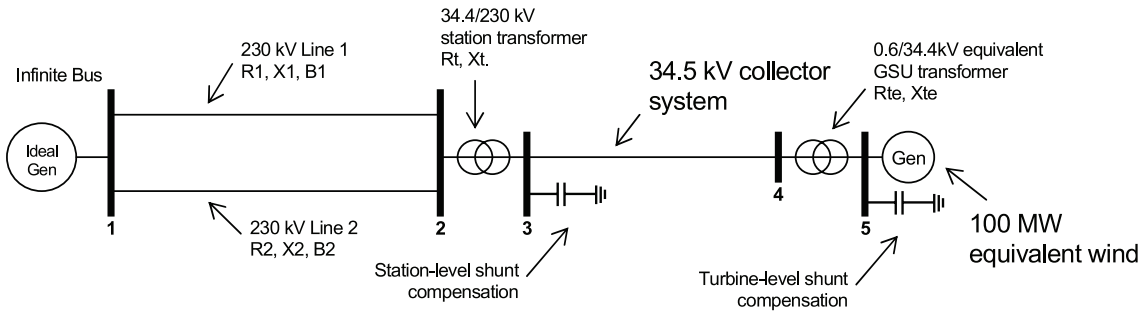 34.4/230 kV
station transformer
Rt, Xt.
230 kV Line 1
R1, X1, B1
0.6/34.4kV equivalent
GSU transformer
Rte, Xte
Infinite Bus
34.5 kV collector
system
Ideal
Gen
Gen
1
2
3
4
5
230 kV Line 2
R2, X2, B2
Station-level shunt
compensation
Turbine-level shunt
compensation
100 MW
equivalent wind